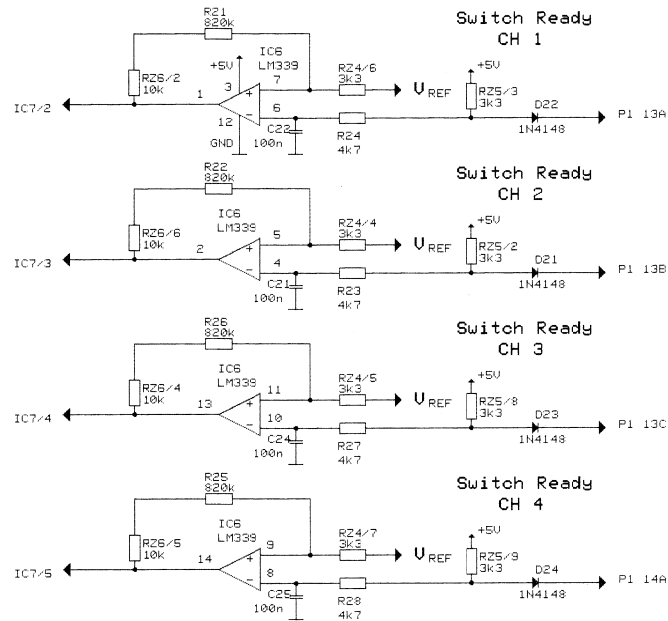 R21
820k
Switch Ready
CH 1
RZ6/2
10k
+5V
IC6
LM339
3
7
RZ4/6
3k3
VREF
+5V
RZ5/3
3k3
D22
1N4148
IC7/2
1
6
P1 13A
12
C22
100n
R24
4k7
GND
R22
820k
Switch Ready
CH 2
RZ6/6
10k
IC6
LM339
5
RZ4/4
3k3
VREF
+5V
RZ5/2
3k3
D21
1N4148
IC7/3
2
4
P1 13B
C21
100n
R23
4k7
R26
820k
Switch Ready
CH 3
RZ6/4
10k
IC6
LM339
11
RZ4/5
3k3
VREF
+5V
RZ5/8
3k3
D23
1N4148
IC7/4
13
10
P1 13C
C24
100n
R27
4k7
R25
820k
Switch Ready
CH 4
RZ6/5
10k
IC6
LM339
9
RZ4/7
3k3
VREF
+5V
RZ5/9
3k3
D24
1N4148
IC7/5
14
8
P1 14A
C25
100n
R28
4k7